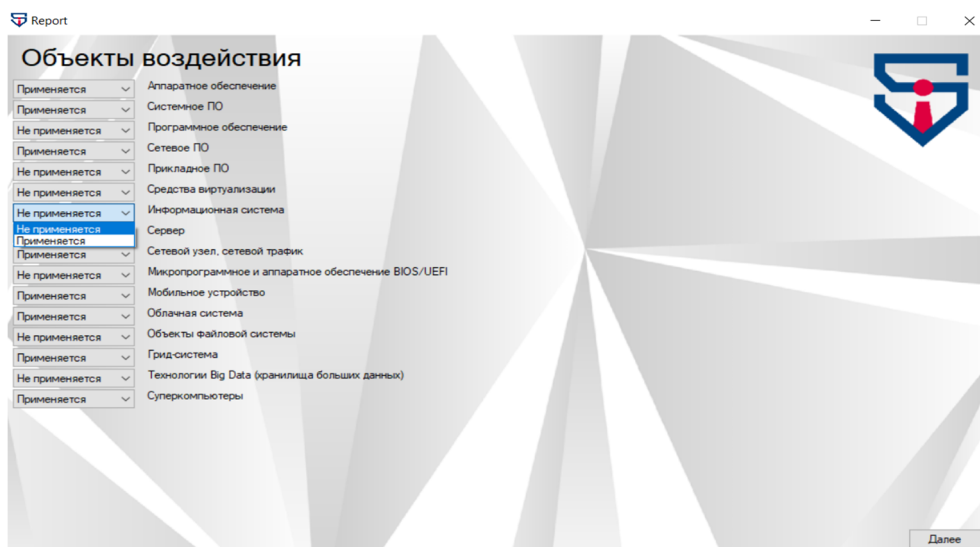 Report
Объекты воздействия
Применяется Аппаратное обеспечение
Применяется Системное ПО
Не применяется Программное обеспечение
Применяется Сетевое ПО
Не применяется Прикладное ПО
Не применяется Средства виртуализации
Не применяется Информационная система
Не применяется Сервер
Применяется
Применяется Сетевой узел, сетевой трафик
Не применяется Микропрограммное и аппаратное обеспечение BIOS/UEFI
Применяется Мобильное устройство
Применяется Облачная система
Не применяется Объекты файловой системы
Применяется Грид-система
Не применяется Технологии Big Data (хранилища больших данных)
Применяется Суперкомпьютеры
Далее